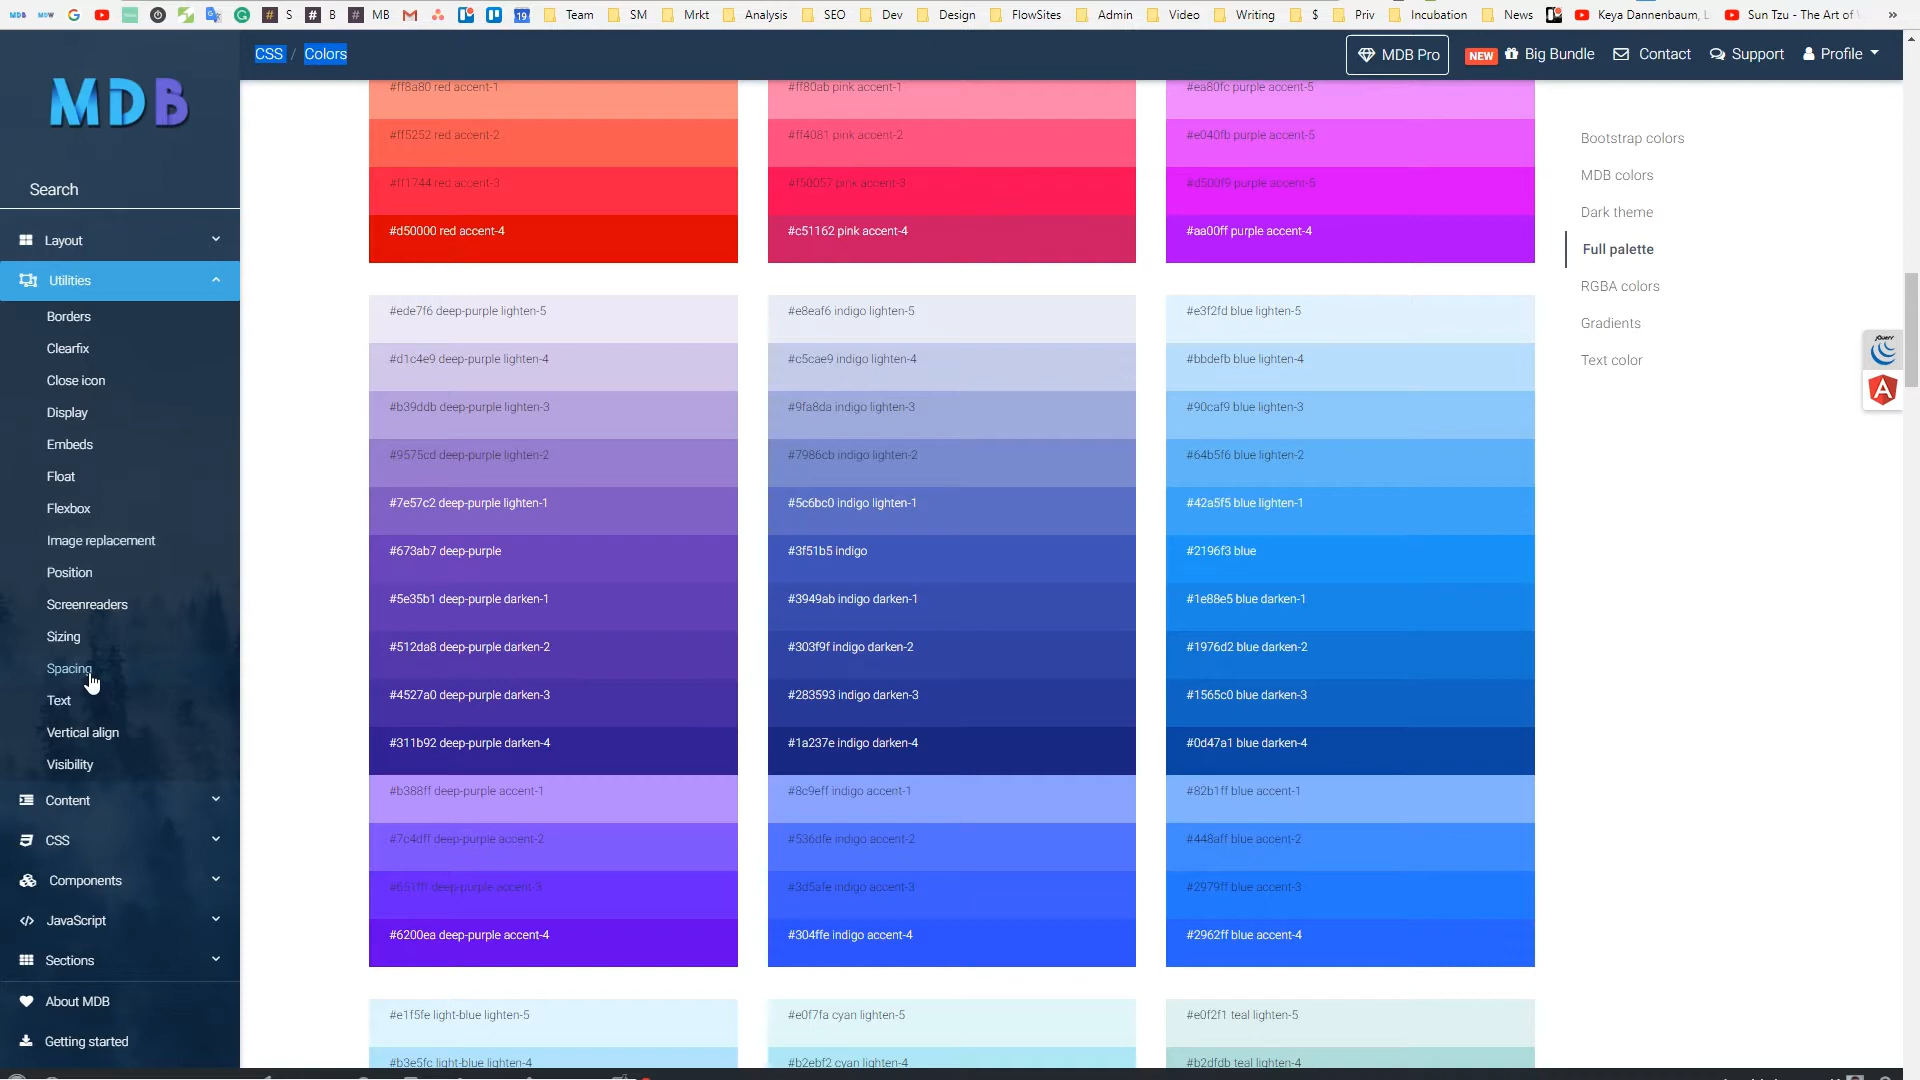 S
B
MB
19
Team
SM
Mrkt
Analysis
SEO
Dev
Design
FlowSites
Admin
Video
Writing
$
Priv
Incubation
News
Keya Dannenbaum, L
Sun Tzu - The Art of
»
MDB
CSS / Colors
MDB Pro
NEW
Big Bundle
Contact
Support
Profile
Search
Layout
Utilities
Borders
Clearfix
Close icon
Display
Embeds
Float
Flexbox
Image replacement
Position
Screenreaders
Sizing
Spacing
Text
Vertical align
Visibility
Content
CSS
Components
JavaScript
Sections
About MDB
Getting started
#ff8a80 red accent-1
#ff5252 red accent-2
#ff1744 red accent-3
#d50000 red accent-4
#ff80ab pink accent-1
#ff4081 pink accent-2
#f50057 pink accent-3
#c51162 pink accent-4
#ea80fc purple accent-5
#e040fb purple accent-5
#d500f9 purple accent-5
#aa00ff purple accent-4
#ede7f6 deep-purple lighten-5
#d1c4e9 deep-purple lighten-4
#b39ddb deep-purple lighten-3
#9575cd deep-purple lighten-2
#7e57c2 deep-purple lighten-1
#673ab7 deep-purple
#5e35b1 deep-purple darken-1
#512da8 deep-purple darken-2
#4527a0 deep-purple darken-3
#311b92 deep-purple darken-4
#b388ff deep-purple accent-1
#7c4dff deep-purple accent-2
#651fff deep-purple accent-3
#6200ea deep-purple accent-4
#e8eaf6 indigo lighten-5
#c5cae9 indigo lighten-4
#9fa8da indigo lighten-3
#7986cb indigo lighten-2
#5c6bc0 indigo lighten-1
#3f51b5 indigo
#3949ab indigo darken-1
#303f9f indigo darken-2
#283593 indigo darken-3
#1a237e indigo darken-4
#8c9eff indigo accent-1
#536dfe indigo accent-2
#3d5afe indigo accent-3
#304ffe indigo accent-4
#e3f2fd blue lighten-5
#bbdefb blue lighten-4
#90caf9 blue lighten-3
#64b5f6 blue lighten-2
#42a5f5 blue lighten-1
#2196f3 blue
#1e88e5 blue darken-1
#1976d2 blue darken-2
#1565c0 blue darken-3
#0d47a1 blue darken-4
#82b1ff blue accent-1
#448aff blue accent-2
#2979ff blue accent-3
#2962ff blue accent-4
#e1f5fe light-blue lighten-5
#b3e5fc light-blue lighten-4
#e0f7fa cyan lighten-5
#b2ebf2 cyan lighten-4
#e0f2f1 teal lighten-5
#b2dfdb teal lighten-4
Bootstrap colors
MDB colors
Dark theme
Full palette
RGBA colors
Gradients
Text color
jQuery